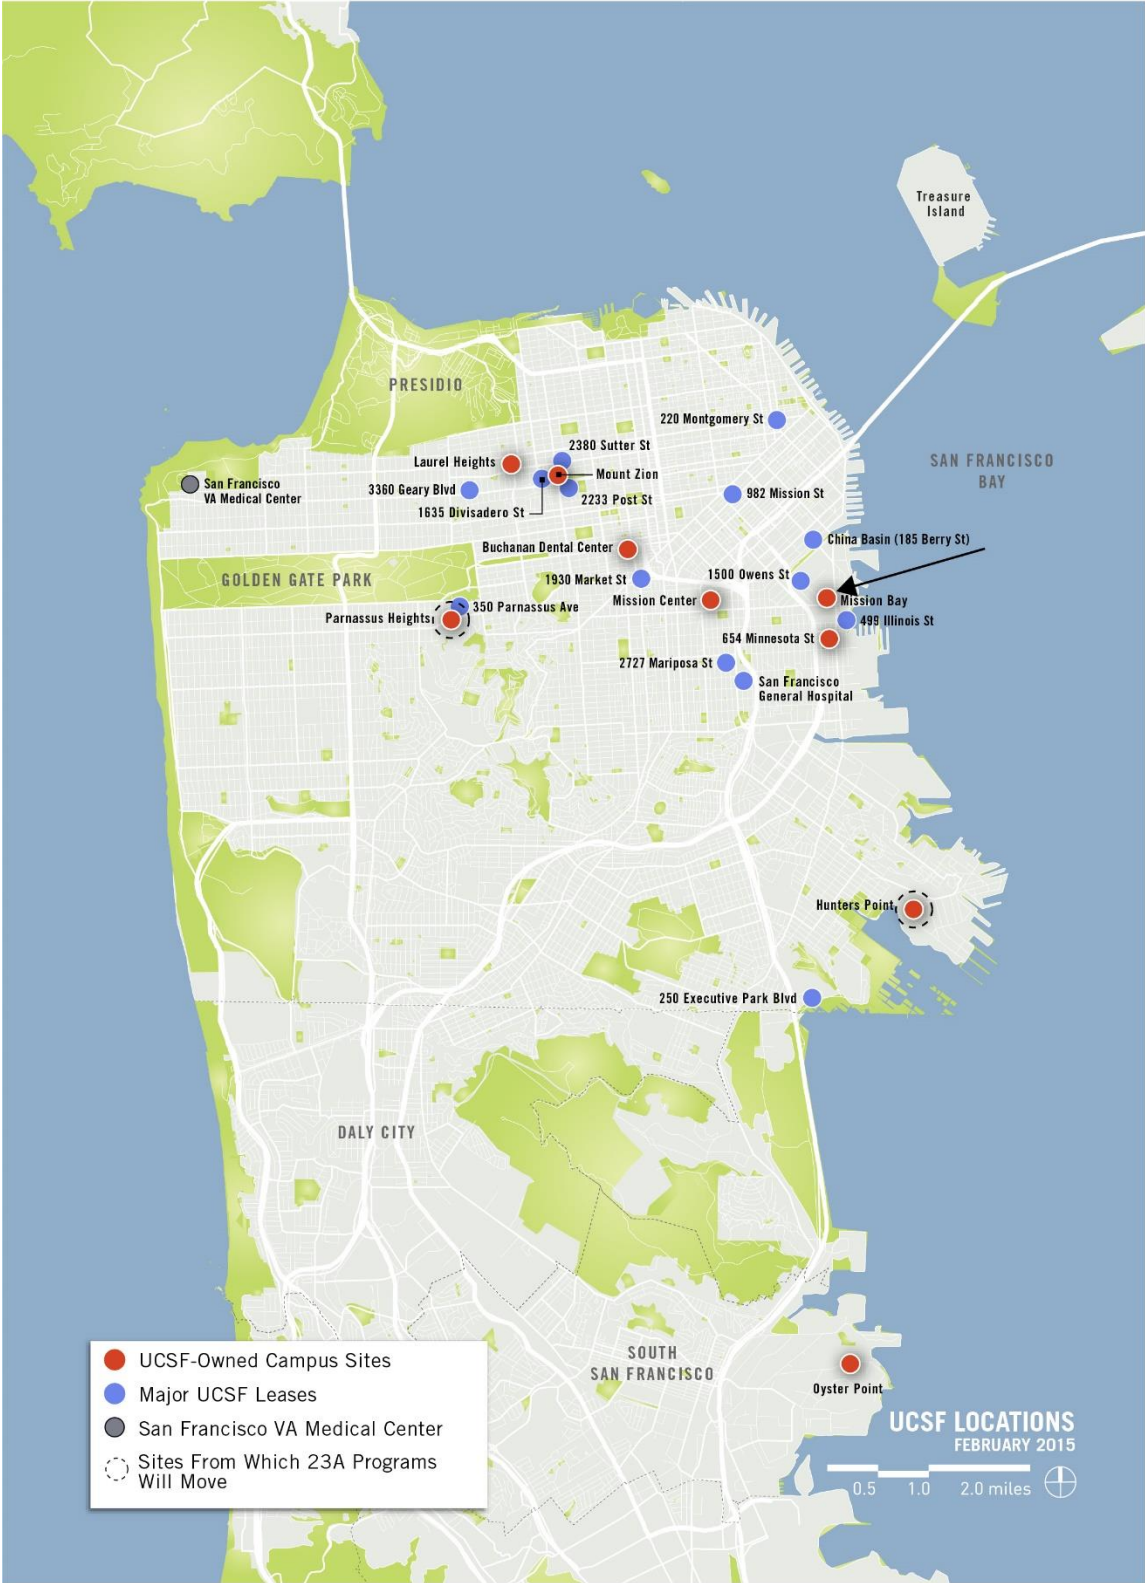 Treasure
Island
PRESIDIO
220 Montgomery St
2380 Sutter St
Laurel Heights
Mount Zion
SAN FRANCISCO
BAY
San Francisco
VA Medical Center
3360 Geary Blvd
2233 Post St
982 Mission St
1635 Divisadero St
China Basin (185 Berry St)
Buchanan Dental Center
GOLDEN GATE PARK
1930 Market St
1500 Owens St
Mission Center
Mission Bay
350 Parnassus Ave
Parnassus Heights
499 Illinois St
654 Minnesota St
2727 Mariposa St
San Francisco
General Hospital
Hunters Point
250 Executive Park Blvd
DALY CITY
SOUTH
SAN FRANCISCO
Oyster Point
UCSF-Owned Campus Sites
Major UCSF Leases
San Francisco VA Medical Center
Sites From Which 23A Programs
Will Move
UCSF LOCATIONS
FEBRUARY 2015
0.5 1.0 2.0 miles